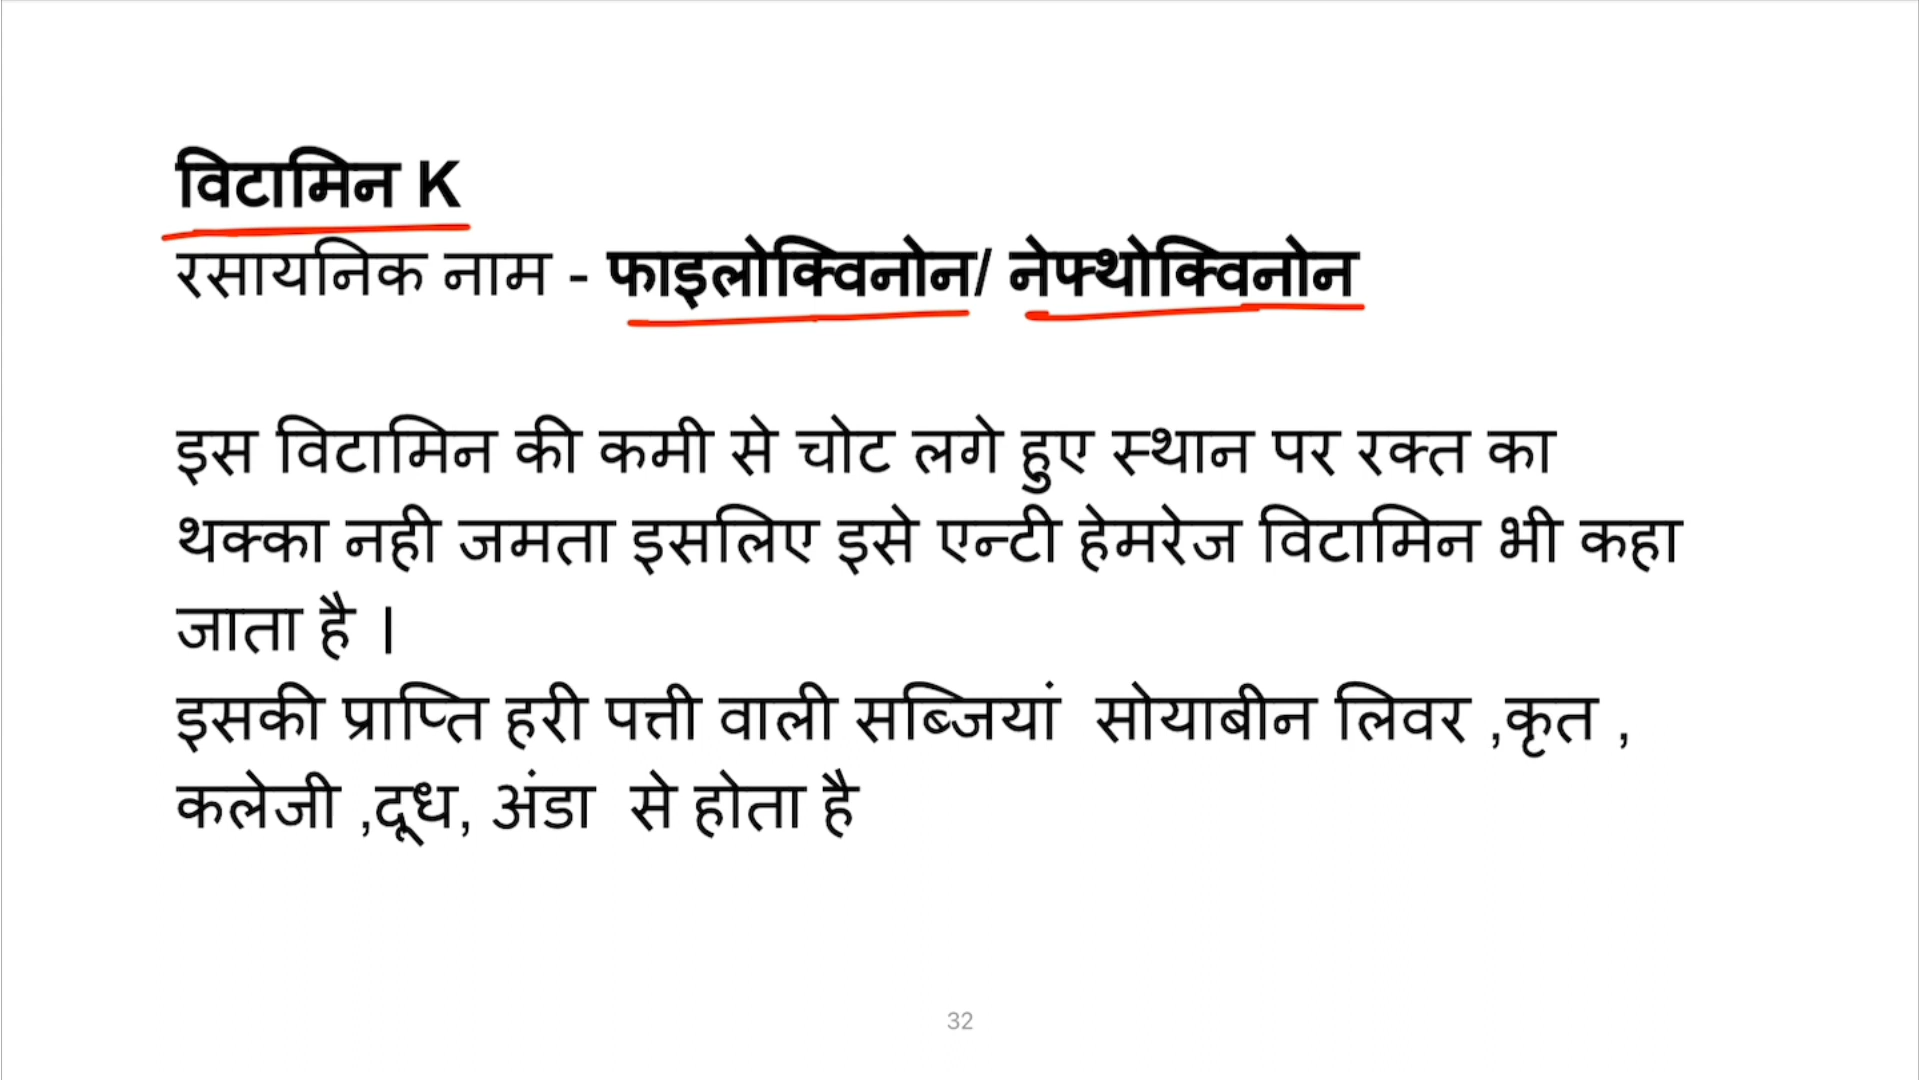 विटामिन K
रसायनिक नाम - फाइलोक्विनोन/ नेफ्थोक्विनोन
इस विटामिन की कमी से चोट लगे हुए स्थान पर रक्त का
थक्का नही जमता इसलिए इसे एन्टी हेमरेज विटामिन भी कहा
जाता है ।
इसकी प्राप्ति हरी पत्ती वाली सब्जियां सोयाबीन लिवर ,कृत ,
कलेजी ,दूध, अंडा से होता है
32